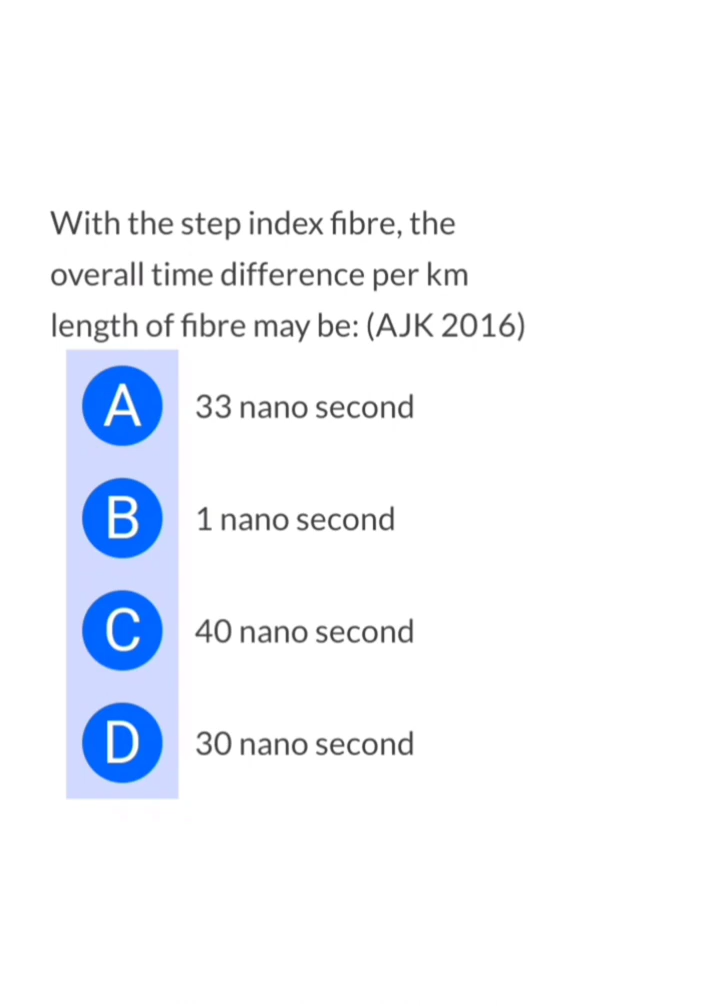 With the step index fibre, the
overall time difference per km
length of fibre may be: (AJK 2016)
A 33 nano second
B 1 nano second
C 40 nano second
D 30 nano second